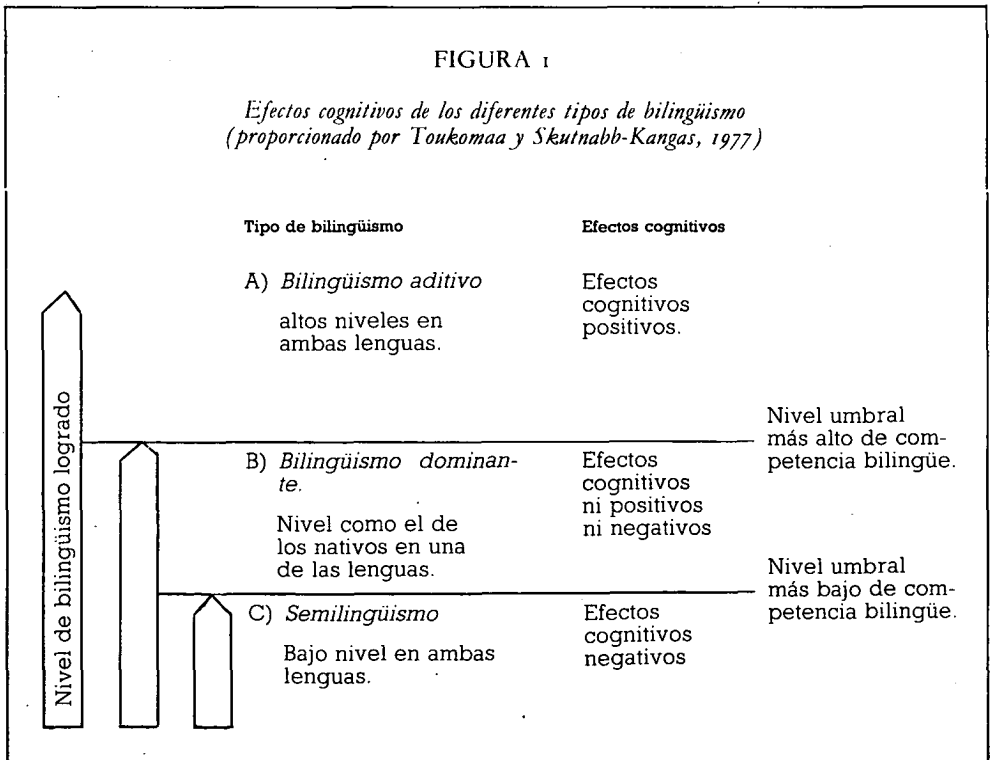 FIGURA 1
Efectos cognitivos de los diferentes tipos de bilingüismo
(proporcionado por Toukomaa y Skutnabb-Kangas, 1977)
Tipo de bilingüismo
Efectos cognitivos
A) Bilingüismo aditivo
altos niveles en
ambas lenguas.
Efectos
cognitivos
positivos.
Nivel umbral
más alto de com-
petencia bilingüe.
B) Bilingüismo dominan-
te.
Nivel como el de
los nativos en una
de las lenguas.
Efectos
cognitivos
ni positivos
ni negativos
Nivel umbral
más bajo de com-
petencia bilingüe.
C) Semilingüismo
Bajo nivel en ambas
lenguas.
Efectos
cognitivos
negativos
Nivel de bilingüismo logrado